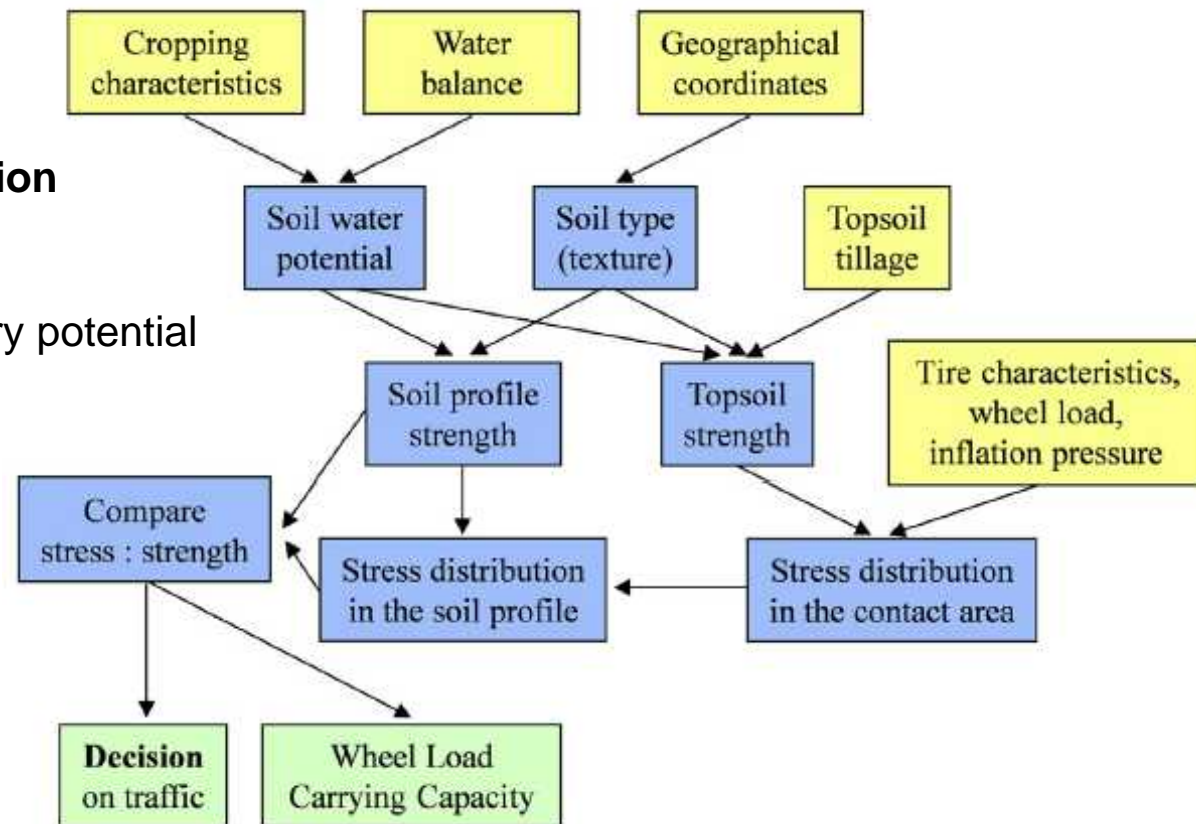 Cropping
characteristics
Water
balance
Geographical
coordinates
ion
Soil water
potential
Soil type
(texture)
Topsoil
tillage
ry potential
Soil profile
strength
Topsoil
strength
Tire characteristics,
wheel load,
inflation pressure
Compare
stress : strength
Stress distribution
in the soil profile
Stress distribution
in the contact area
Decision
on traffic
Wheel Load
Carrying Capacity